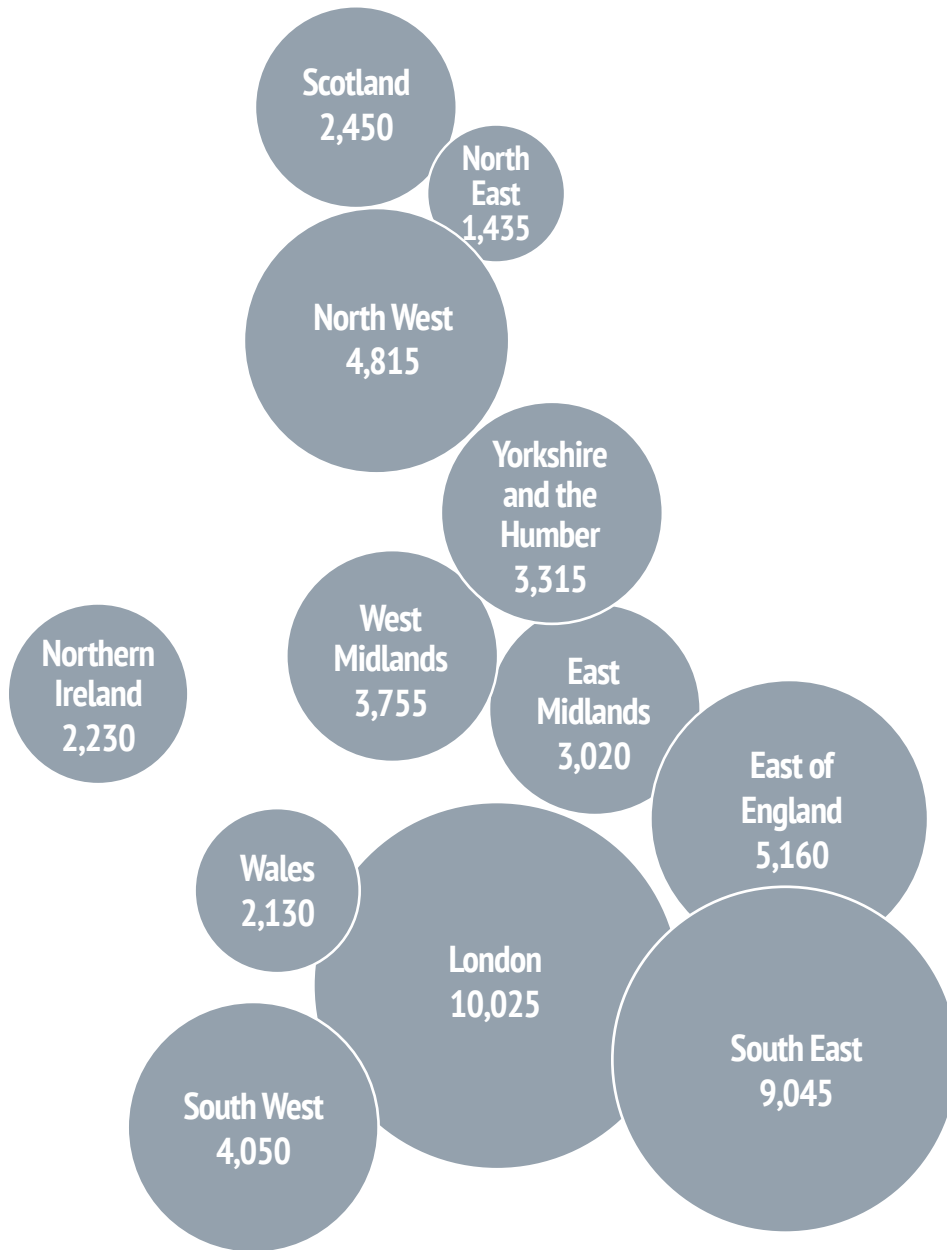 Scotland
2,450
North
East
1,435
North West
4,815
Yorkshire
and the
Humber
3,315
West
Midlands
3,755
Northern
Ireland
2,230
East
Midlands
3,020
East of
England
5,160
Wales
2,130
London
10,025
South East
9,045
South West
4,050